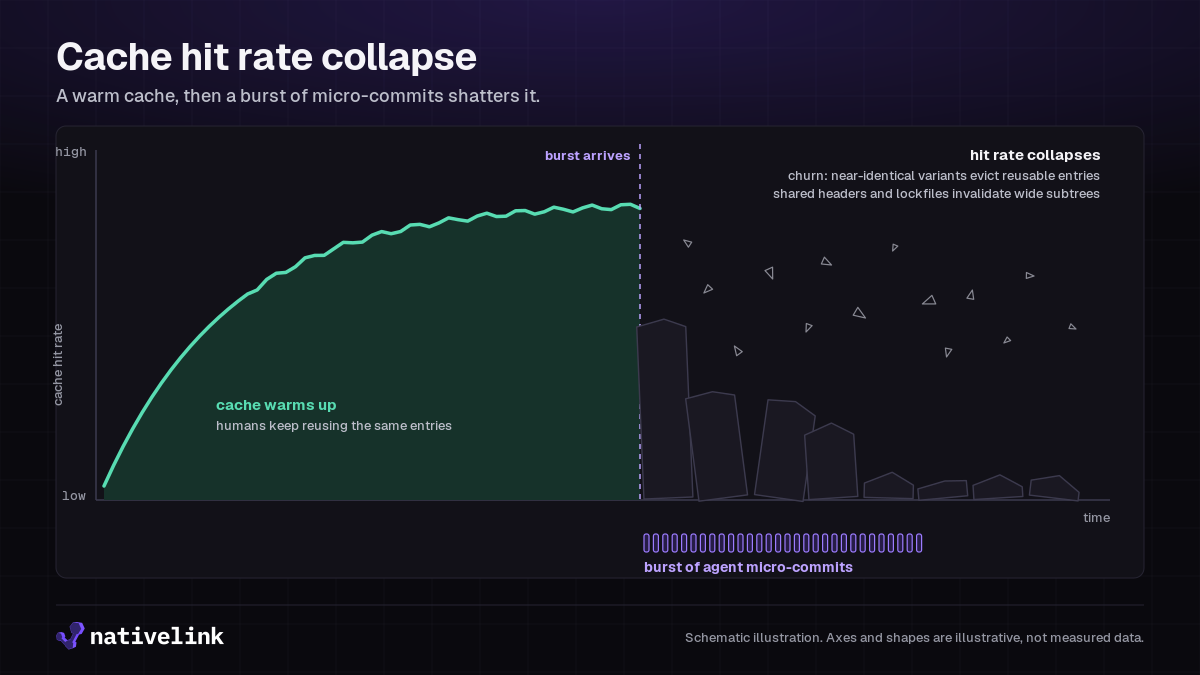 Cache hit rate collapse
A warm cache, then a burst of micro-commits shatters it.
high
burst arrives
hit rate collapses
churn: near-identical variants evict reusable entries
shared headers and lockfiles invalidate wide subtrees
cache hit rate
cache warms up
humans keep reusing the same entries
low
time
burst of agent micro-commits
nativelink
Schematic illustration. Axes and shapes are illustrative, not measured data.